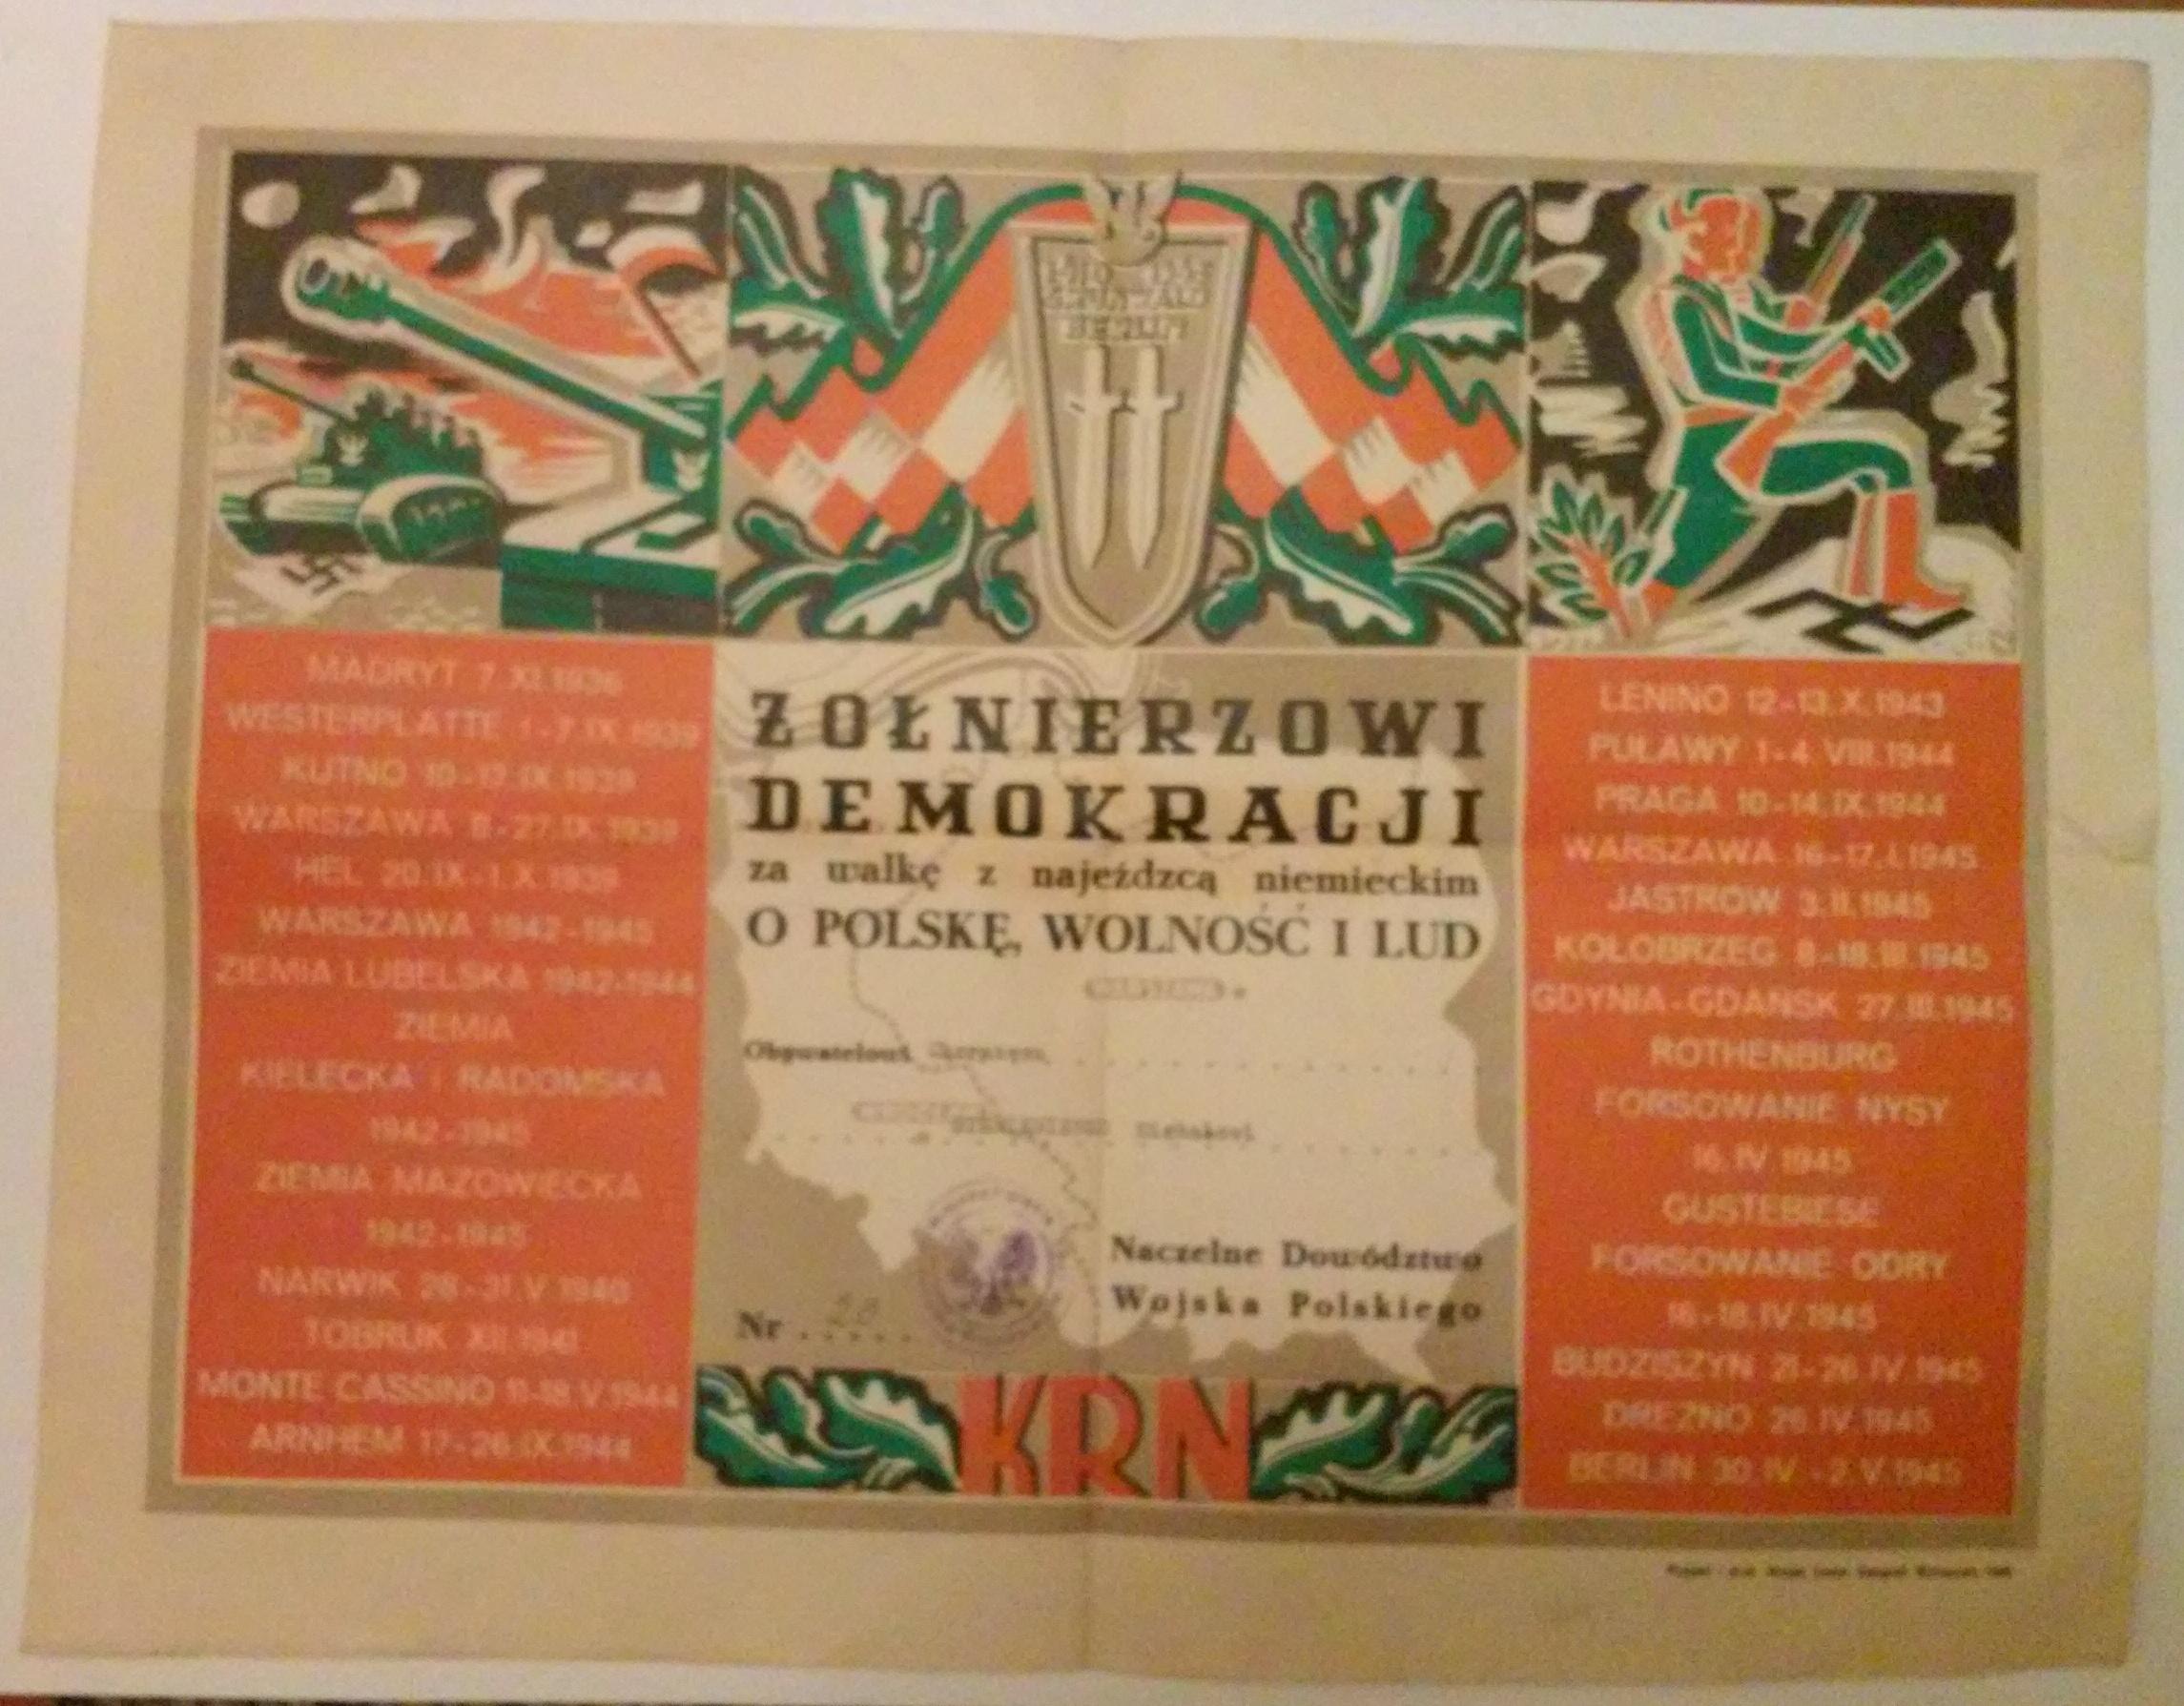 GRUNWALD
BERLIN
MADRYT 7 XI.1936
WESTERPLATTE 1-7.IX.1939
KUTNO 10-17.IX.1939
WARSZAWA 8-27.IX.1939
HEL 20.IX-1.X.1939
WARSZAWA 1942-1945
ZIEMIA LUBELSKA 1942-1944
ZIEMIA
KIELECKA I RADOMSKA
1942-1945
ZIEMIA MAZOWIECKA
1942-1945
NARWIK 28-31.V.1940
TOBRUK XII.1941
MONTE CASSINO 11-18.V.1944
ARNHEM 17-26.IX.1944
ŻOŁNIERZOWI
DEMOKRACJI
za walkę z najeźdzcą niemieckim
O POLSKĘ, WOLNOŚĆ I LUD
Obywatelowi
Naczelne Dowództwo
Wojska Polskiego
Nr 20
KRN
LENINO 12-13.X.1943
PUŁAWY 1-4 VIII.1944
PRAGA 10-14.IX.1944
WARSZAWA 16-17.I.1945
JASTROW 3.II.1945
KOŁOBRZEG 8-18.III.1945
GDYNIA-GDAŃSK 27.III.1945
ROTHENBURG
FORSOWANIE NYSY
16.IV.1945
GUSTEBIESE
FORSOWANIE ODRY
16-18.IV.1945
BUDZISZYN 21-26.IV.1945
DREZNO 26.IV.1945
BERLIN 30.IV.-2.V.1945